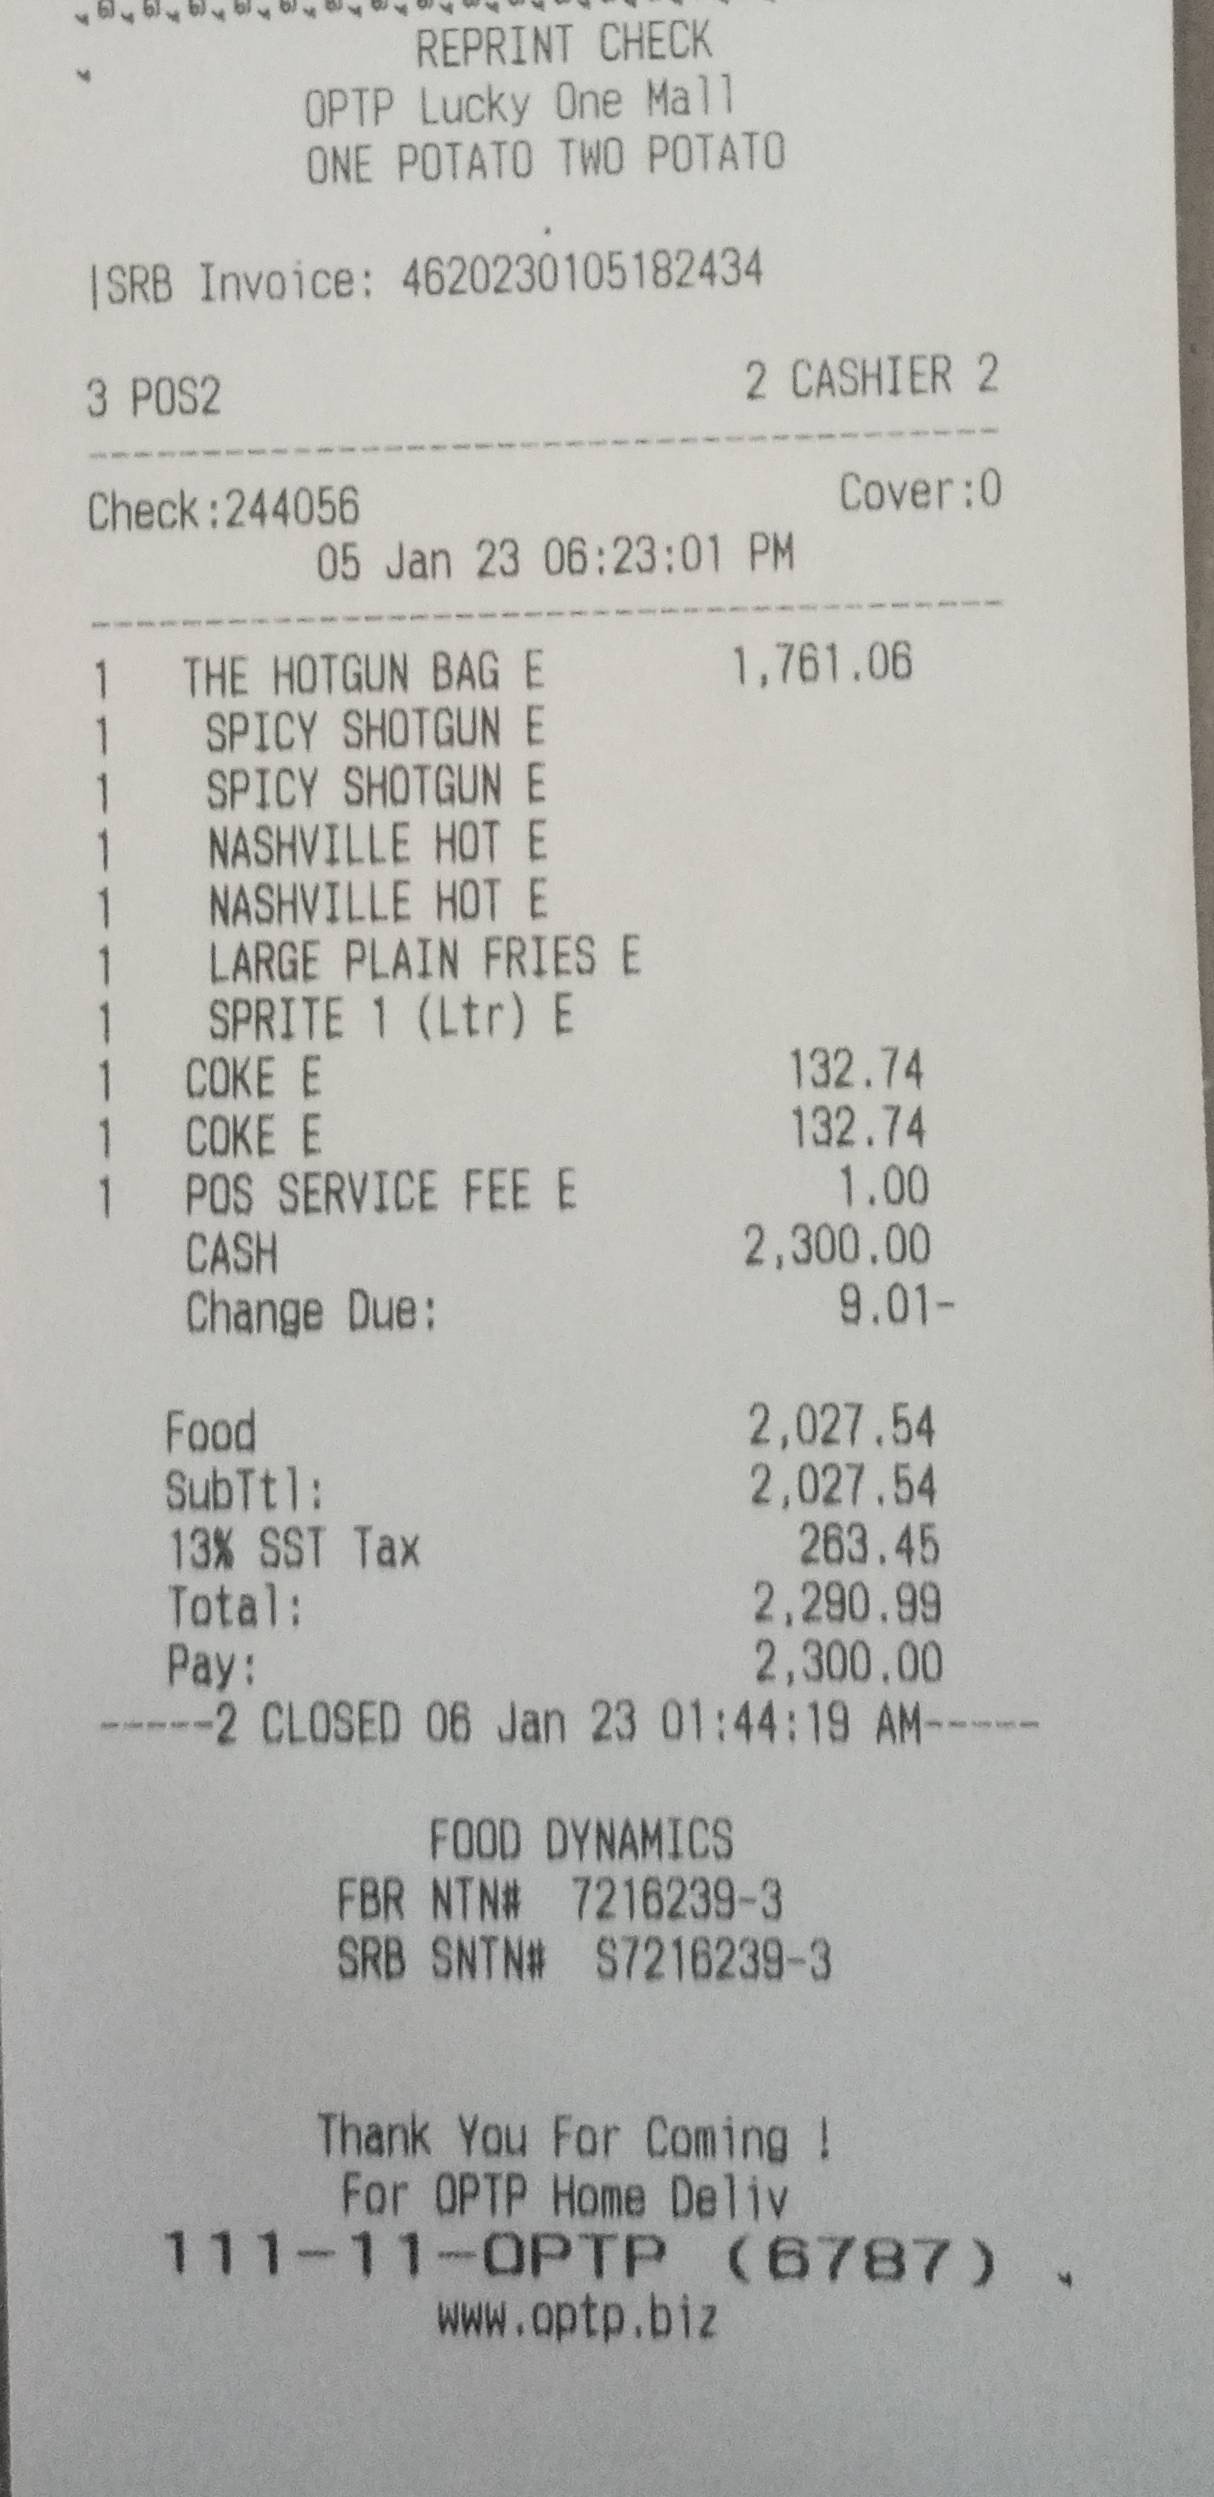 REPRINT CHECK
OPTP Lucky One Mall
ONE POTATO TWO POTATO
|SRB Invoice: 4620230105182434
3 POS2 2 CASHIER 2
Check:244056 Cover:0
05 Jan 23 06:23:01 PM
1 THE HOTGUN BAG E 1,761.06
1 SPICY SHOTGUN E
1 SPICY SHOTGUN E
1 NASHVILLE HOT E
1 NASHVILLE HOT E
1 LARGE PLAIN FRIES E
1 SPRITE 1 (Ltr) E
1 COKE E 132.74
1 COKE E 132.74
1 POS SERVICE FEE E 1.00
CASH 2,300.00
Change Due: 9.01-
Food 2,027.54
SubTtl: 2,027.54
13% SST Tax 263.45
Total: 2,290.99
Pay: 2,300.00
-----2 CLOSED 06 Jan 23 01:44:19 AM-----
FOOD DYNAMICS
FBR NTN# 7216239-3
SRB SNTN# S7216239-3
Thank You For Coming !
For OPTP Home Deliv
111-11-OPTP (6787)
www.optp.biz